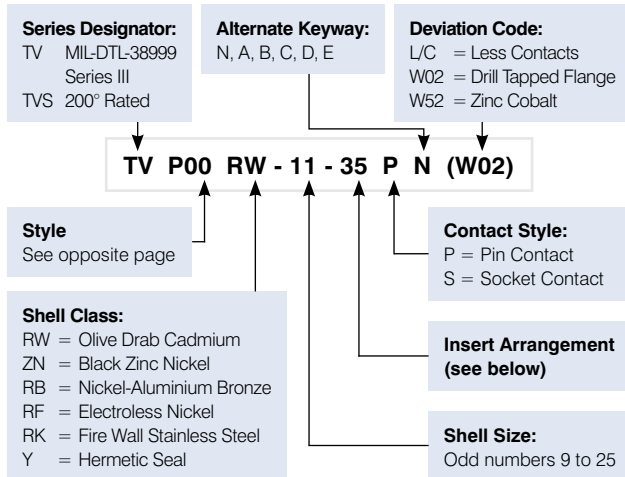 Series Designator:
TV MIL-DTL-38999
Series III
TVS 200° Rated
Alternate Keyway:
N, A, B, C, D, E
Deviation Code:
L/C = Less Contacts
W02 = Drill Tapped Flange
W52 = Zinc Cobalt
TV P00 RW - 11 - 35 P N (W02)
Style
See opposite page
Shell Class:
RW = Olive Drab Cadmium
ZN = Black Zinc Nickel
RB = Nickel-Aluminium Bronze
RF = Electroless Nickel
RK = Fire Wall Stainless Steel
Y = Hermetic Seal
Contact Style:
P = Pin Contact
S = Socket Contact
Insert Arrangement
(see below)
Shell Size:
Odd numbers 9 to 25